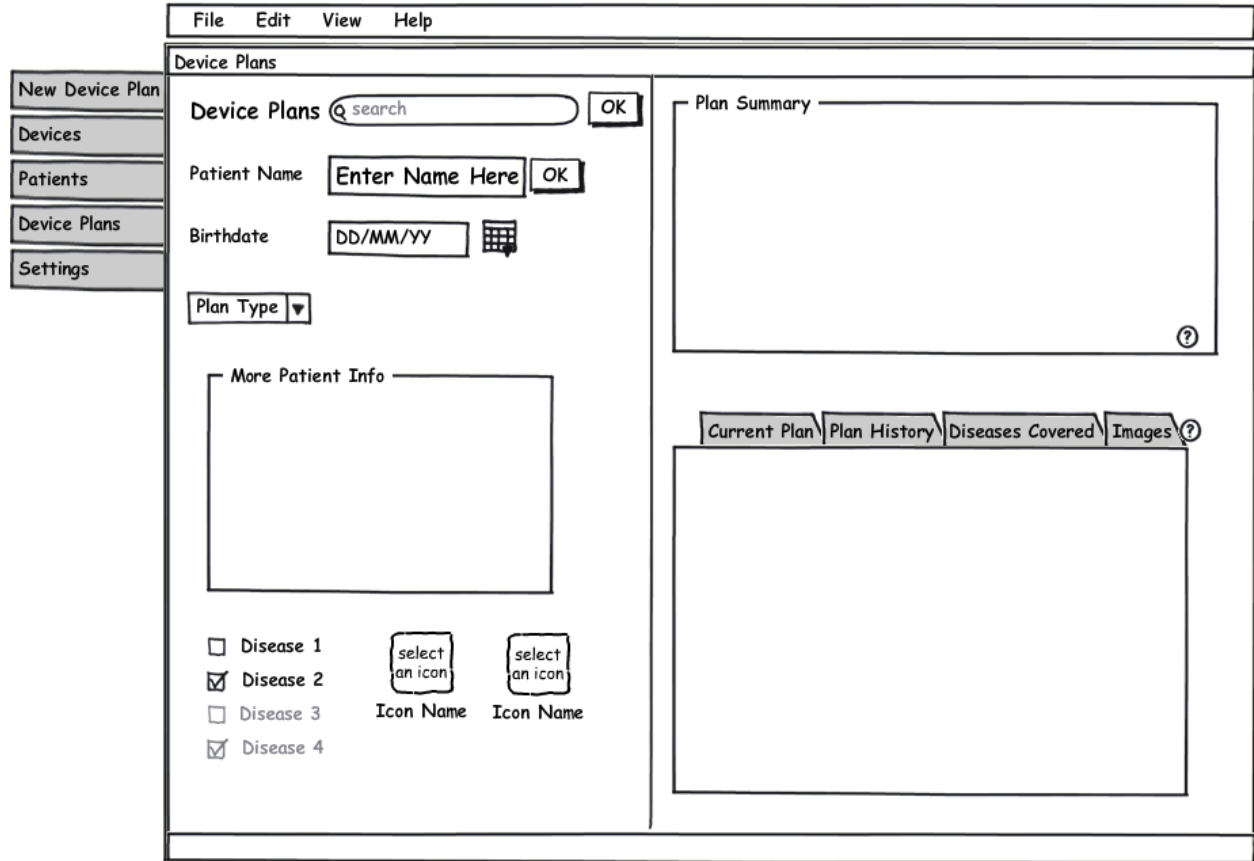 File Edit View Help
Device Plans
New Device Plan
Devices
Patients
Device Plans
Settings
Device Plans search OK
Patient Name Enter Name Here OK
Birthdate DD/MM/YY
Plan Type
More Patient Info
Disease 1
Disease 2
Disease 3
Disease 4
select
an icon
Icon Name
select
an icon
Icon Name
Plan Summary
?
Current Plan Plan History Diseases Covered Images ?